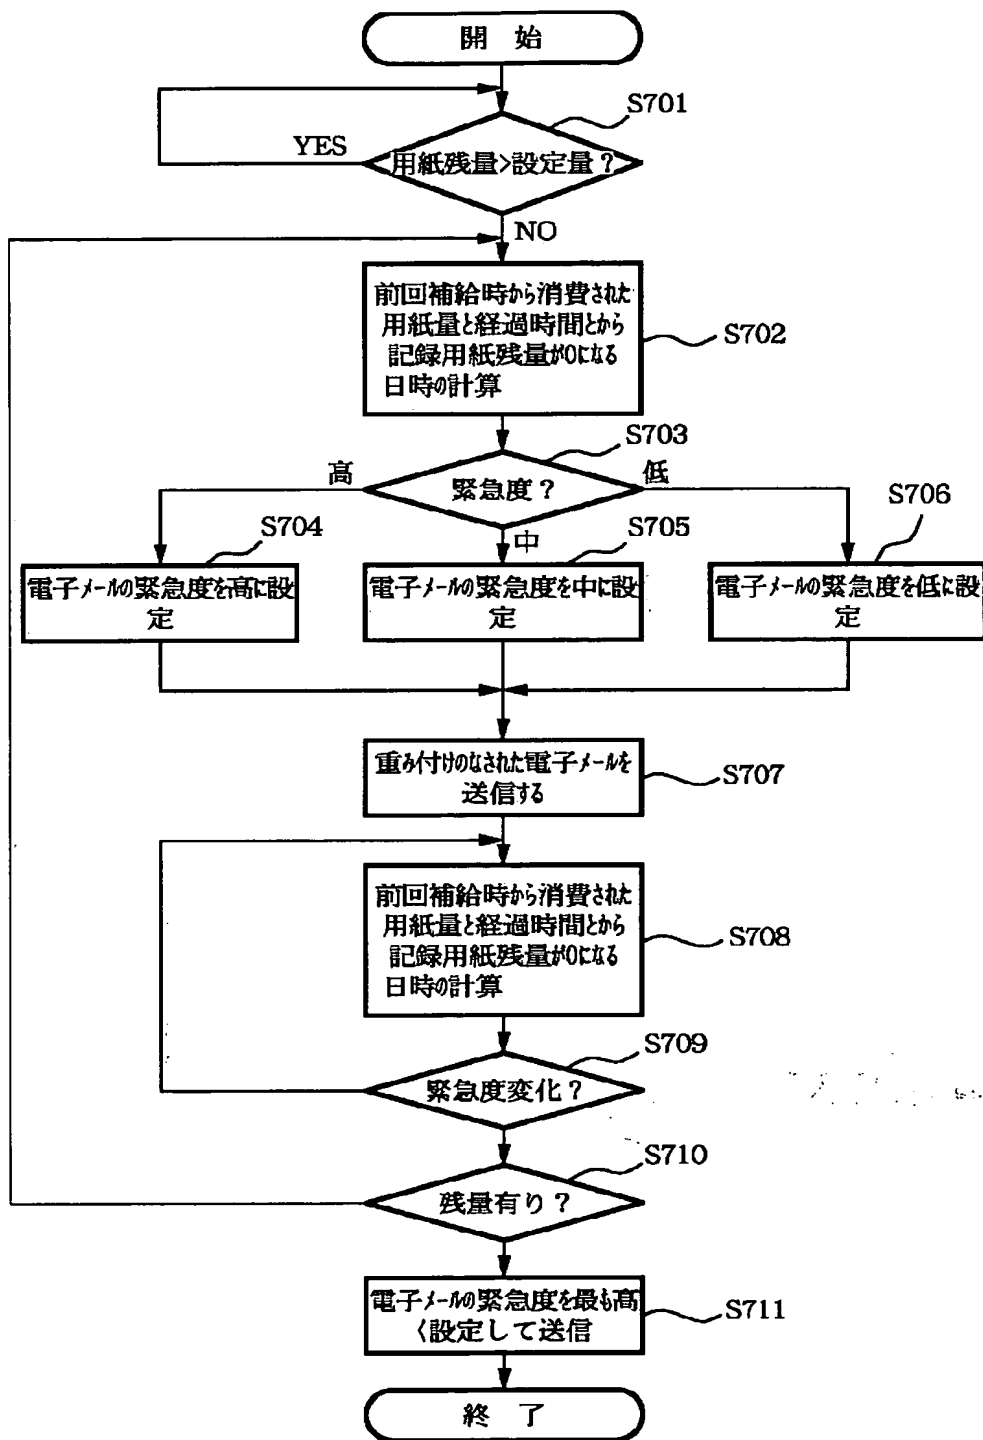 開 始
S701
YES
用紙残量>設定量？
NO
前回補給時から消費された
用紙量と経過時間とから
記録用紙残量が0になる
日時の計算
S702
S703
高
緊急度？
低
S704
S705
S706
中
電子メールの緊急度を高に設
定
電子メールの緊急度を中に設
定
電子メールの緊急度を低に設
定
重み付けのなされた電子メールを
送信する
S707
前回補給時から消費された
用紙量と経過時間とから
記録用紙残量が0になる
日時の計算
S708
S709
緊急度変化？
S710
残量有り？
電子メールの緊急度を最も高
く設定して送信
S711
終 了